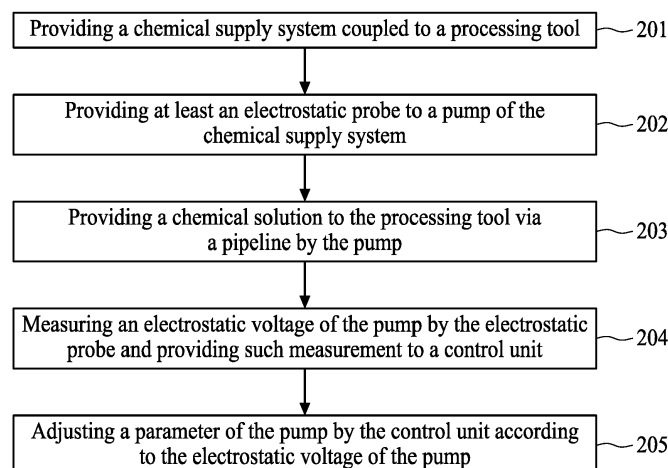 Providing a chemical supply system coupled to a processing tool
201
Providing at least an electrostatic probe to a pump of the
chemical supply system
202
Providing a chemical solution to the processing tool via
a pipeline by the pump
203
Measuring an electrostatic voltage of the pump by the electrostatic
probe and providing such measurement to a control unit
204
Adjusting a parameter of the pump by the control unit according
to the electrostatic voltage of the pump
205